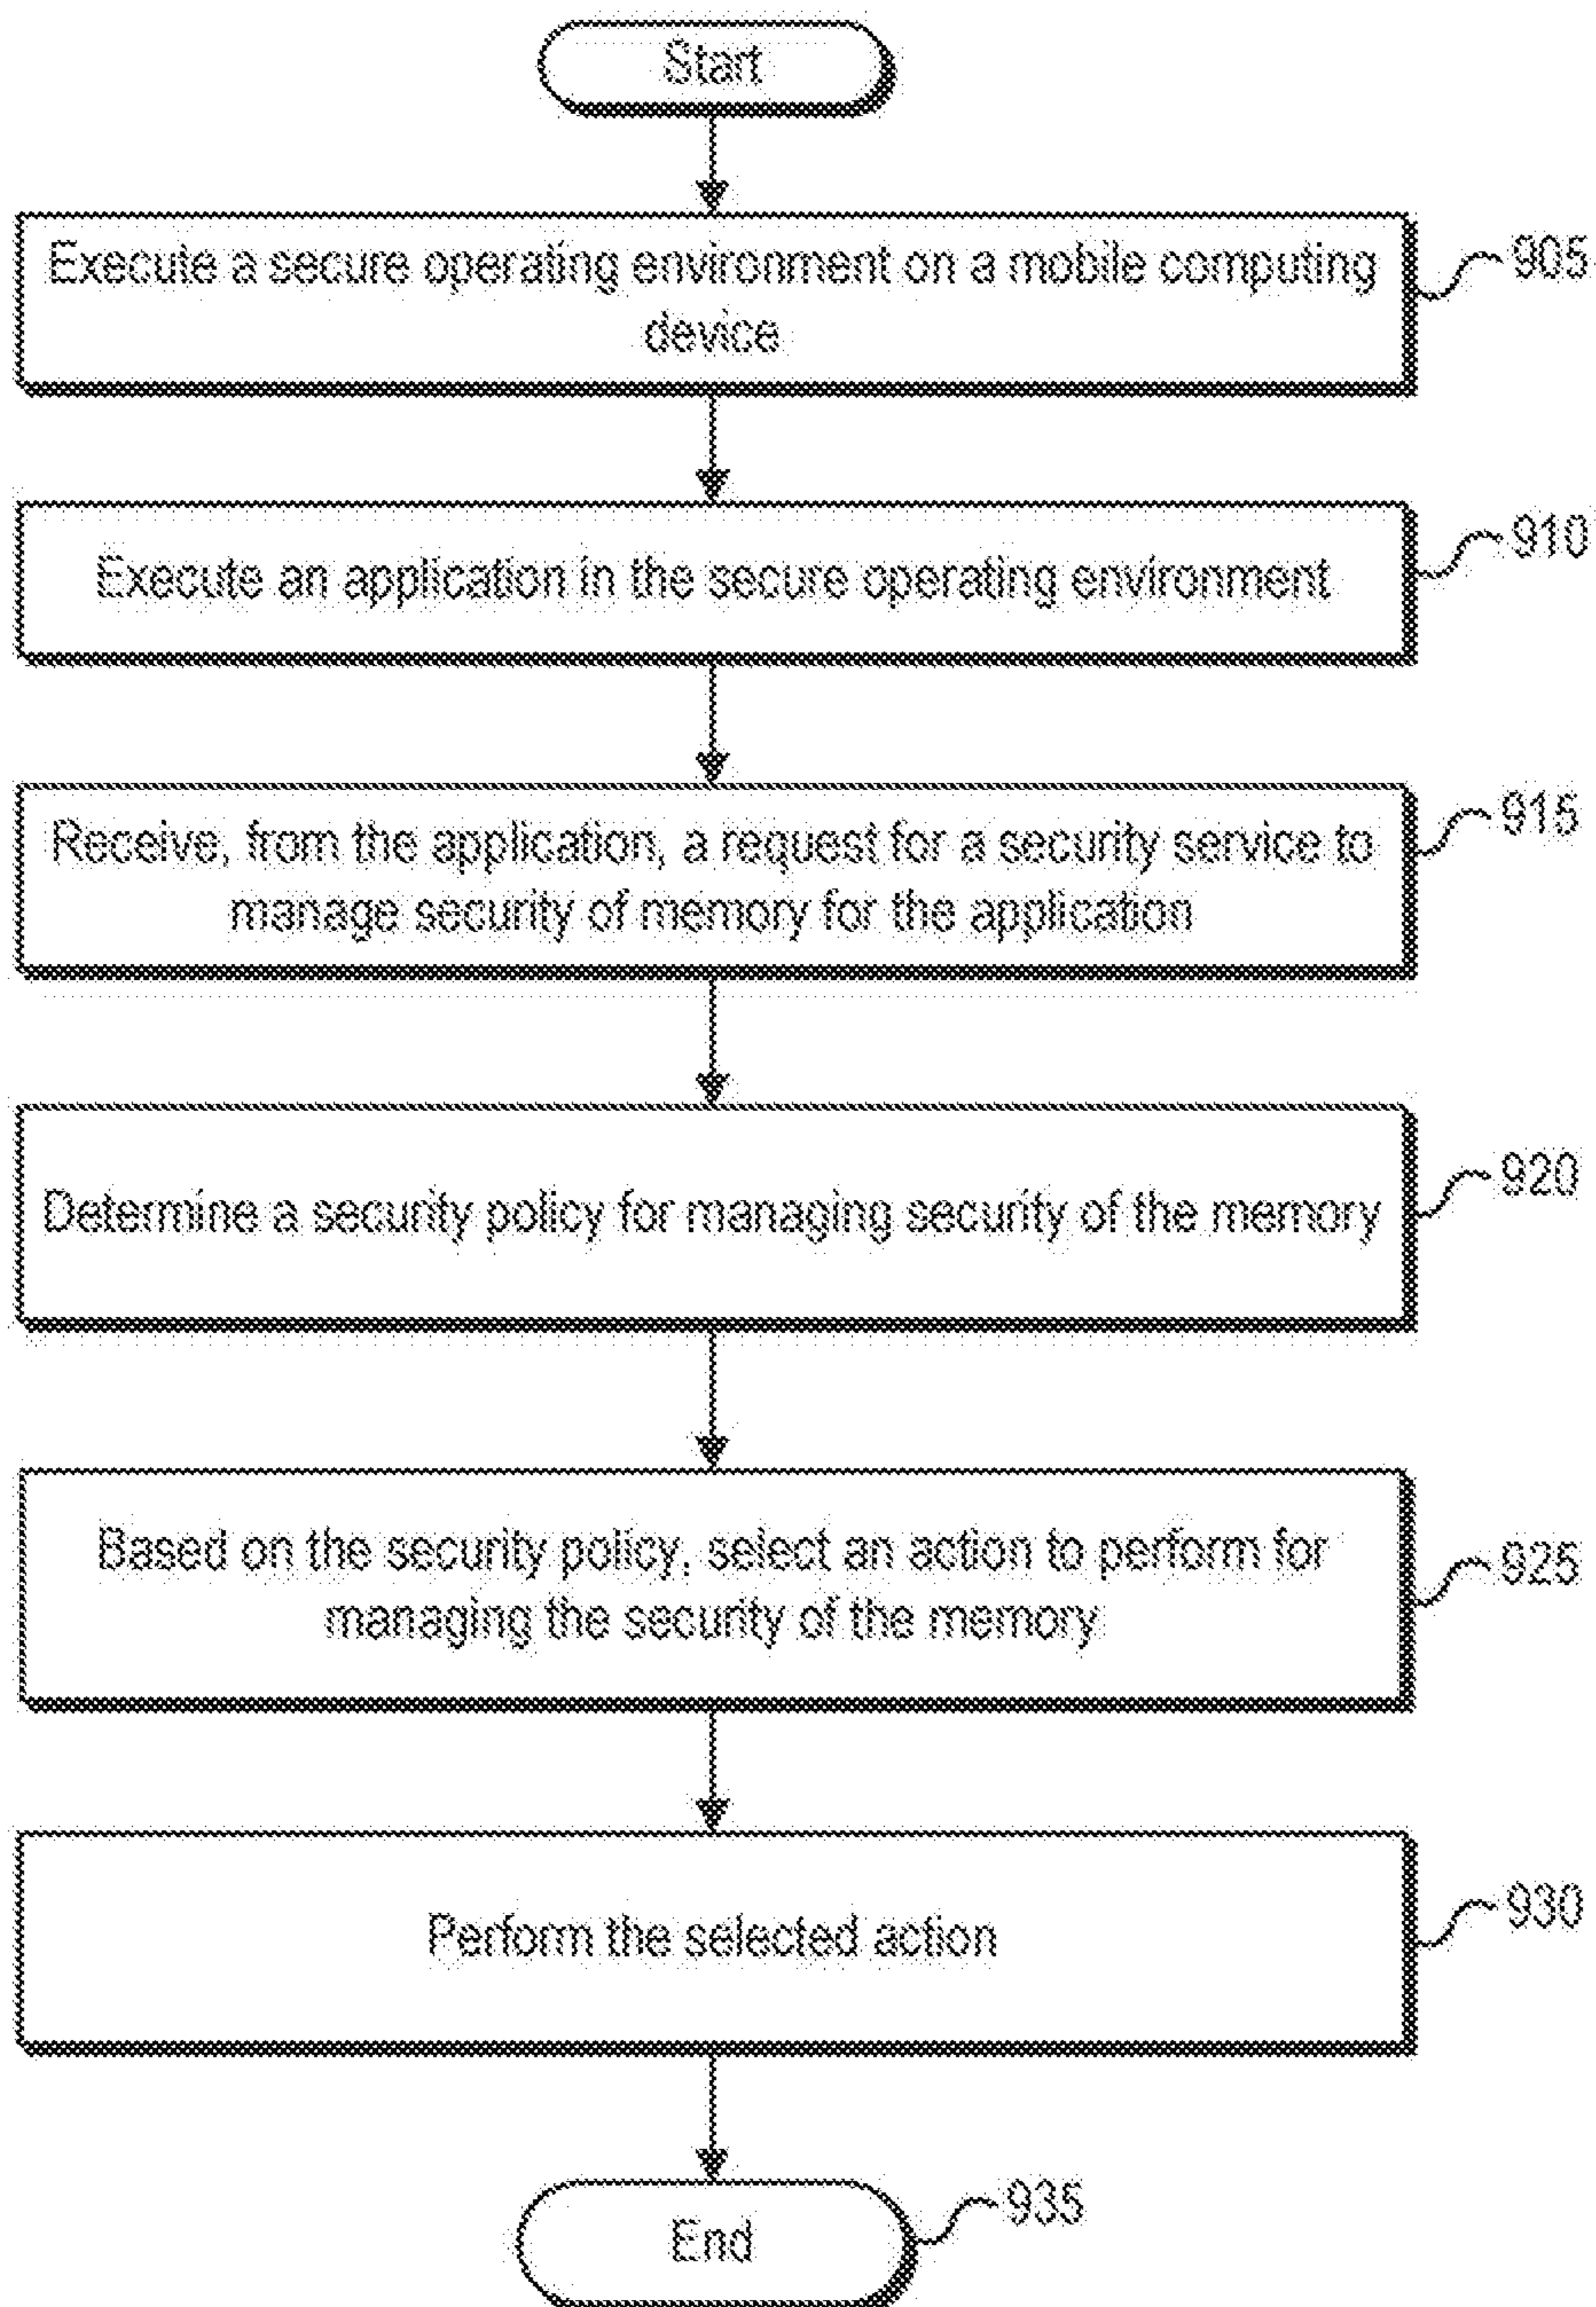 Start
Execute a secure operating environment on a mobile computing
device
905
Execute an application in the secure operating environment
910
Receive, from the application, a request for a security service to
manage security of memory for the application
915
Determine a security policy for managing security of the memory
920
Based on the security policy, select an action to perform for
managing the security of the memory
925
Perform the selected action
930
End
935